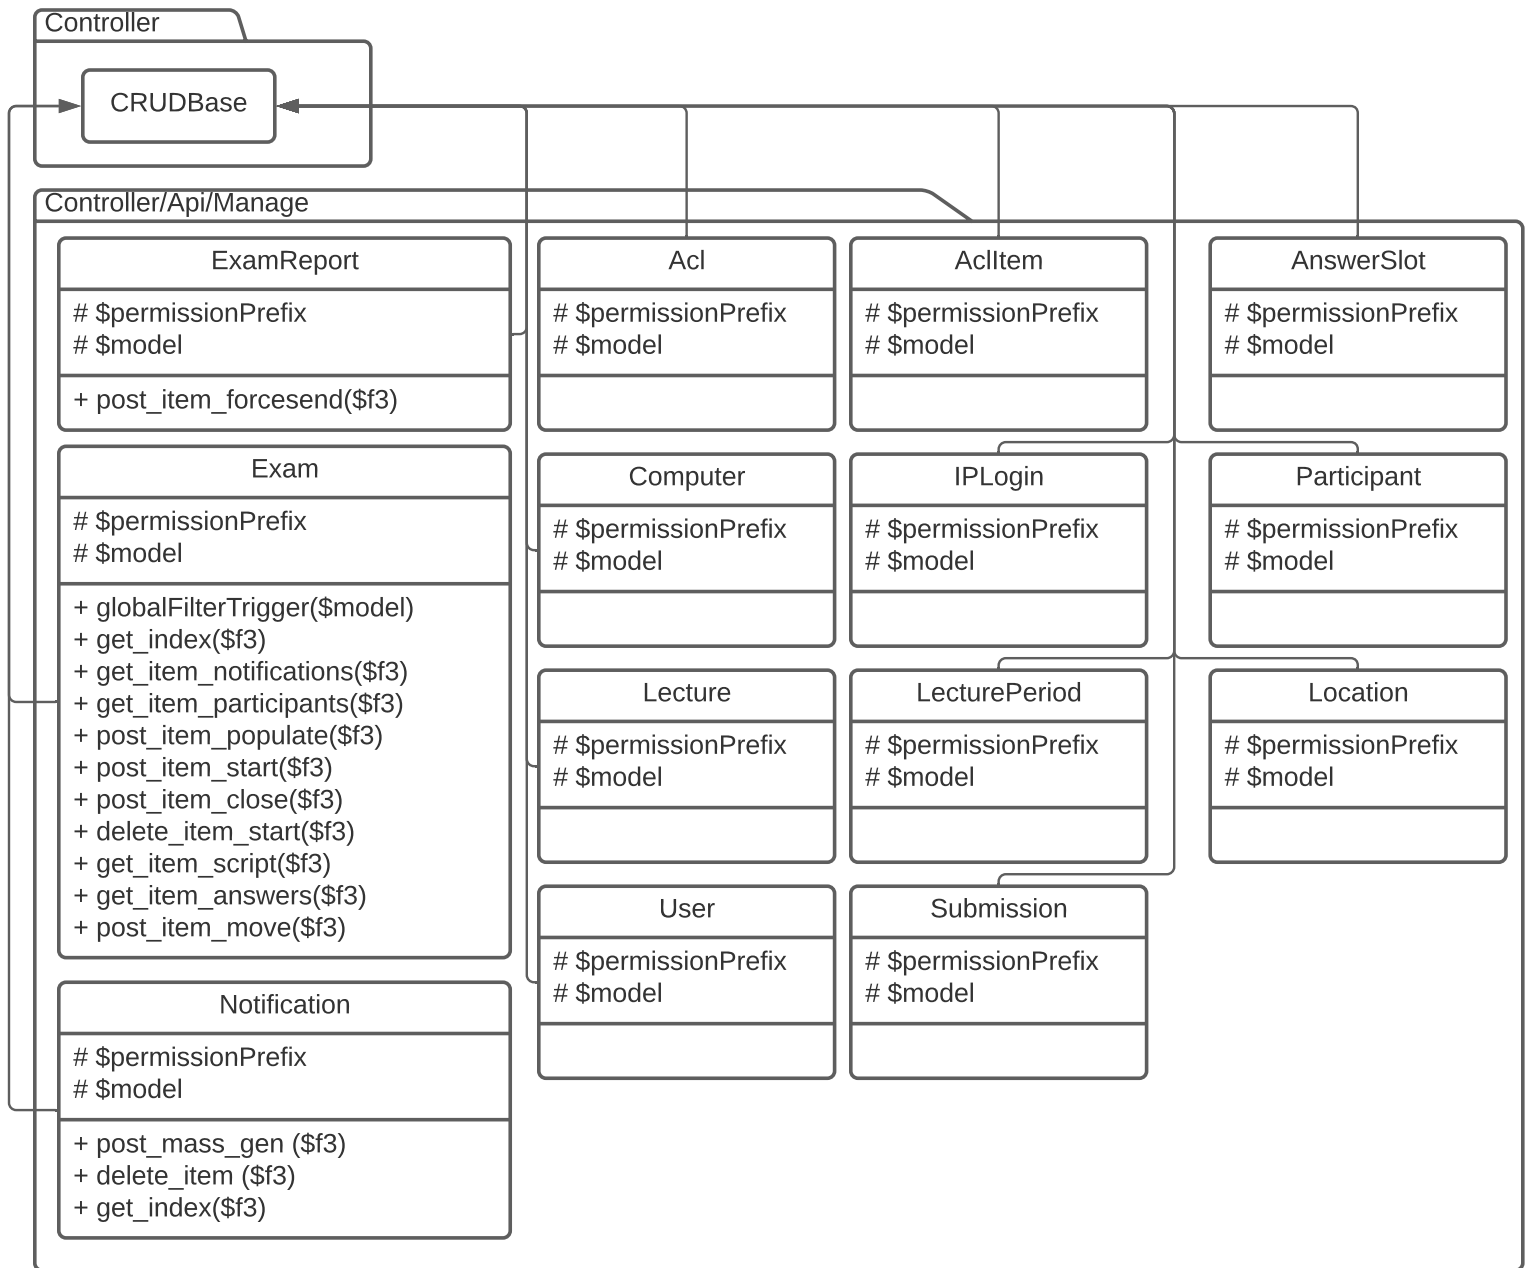 Controller
CRUDBase
Controller/Api/Manage
ExamReport
# $permissionPrefix
# $model
+ post_item_forcesend($f3)
Acl
# $permissionPrefix
# $model
AclItem
# $permissionPrefix
# $model
AnswerSlot
# $permissionPrefix
# $model
Exam
# $permissionPrefix
# $model
+ globalFilterTrigger($model)
+ get_index($f3)
+ get_item_notifications($f3)
+ get_item_participants($f3)
+ post_item_populate($f3)
+ post_item_start($f3)
+ post_item_close($f3)
+ delete_item_start($f3)
+ get_item_script($f3)
+ get_item_answers($f3)
+ post_item_move($f3)
Computer
# $permissionPrefix
# $model
IPLogin
# $permissionPrefix
# $model
Participant
# $permissionPrefix
# $model
Lecture
# $permissionPrefix
# $model
LecturePeriod
# $permissionPrefix
# $model
Location
# $permissionPrefix
# $model
User
# $permissionPrefix
# $model
Submission
# $permissionPrefix
# $model
Notification
# $permissionPrefix
# $model
+ post_mass_gen ($f3)
+ delete_item ($f3)
+ get_index($f3)